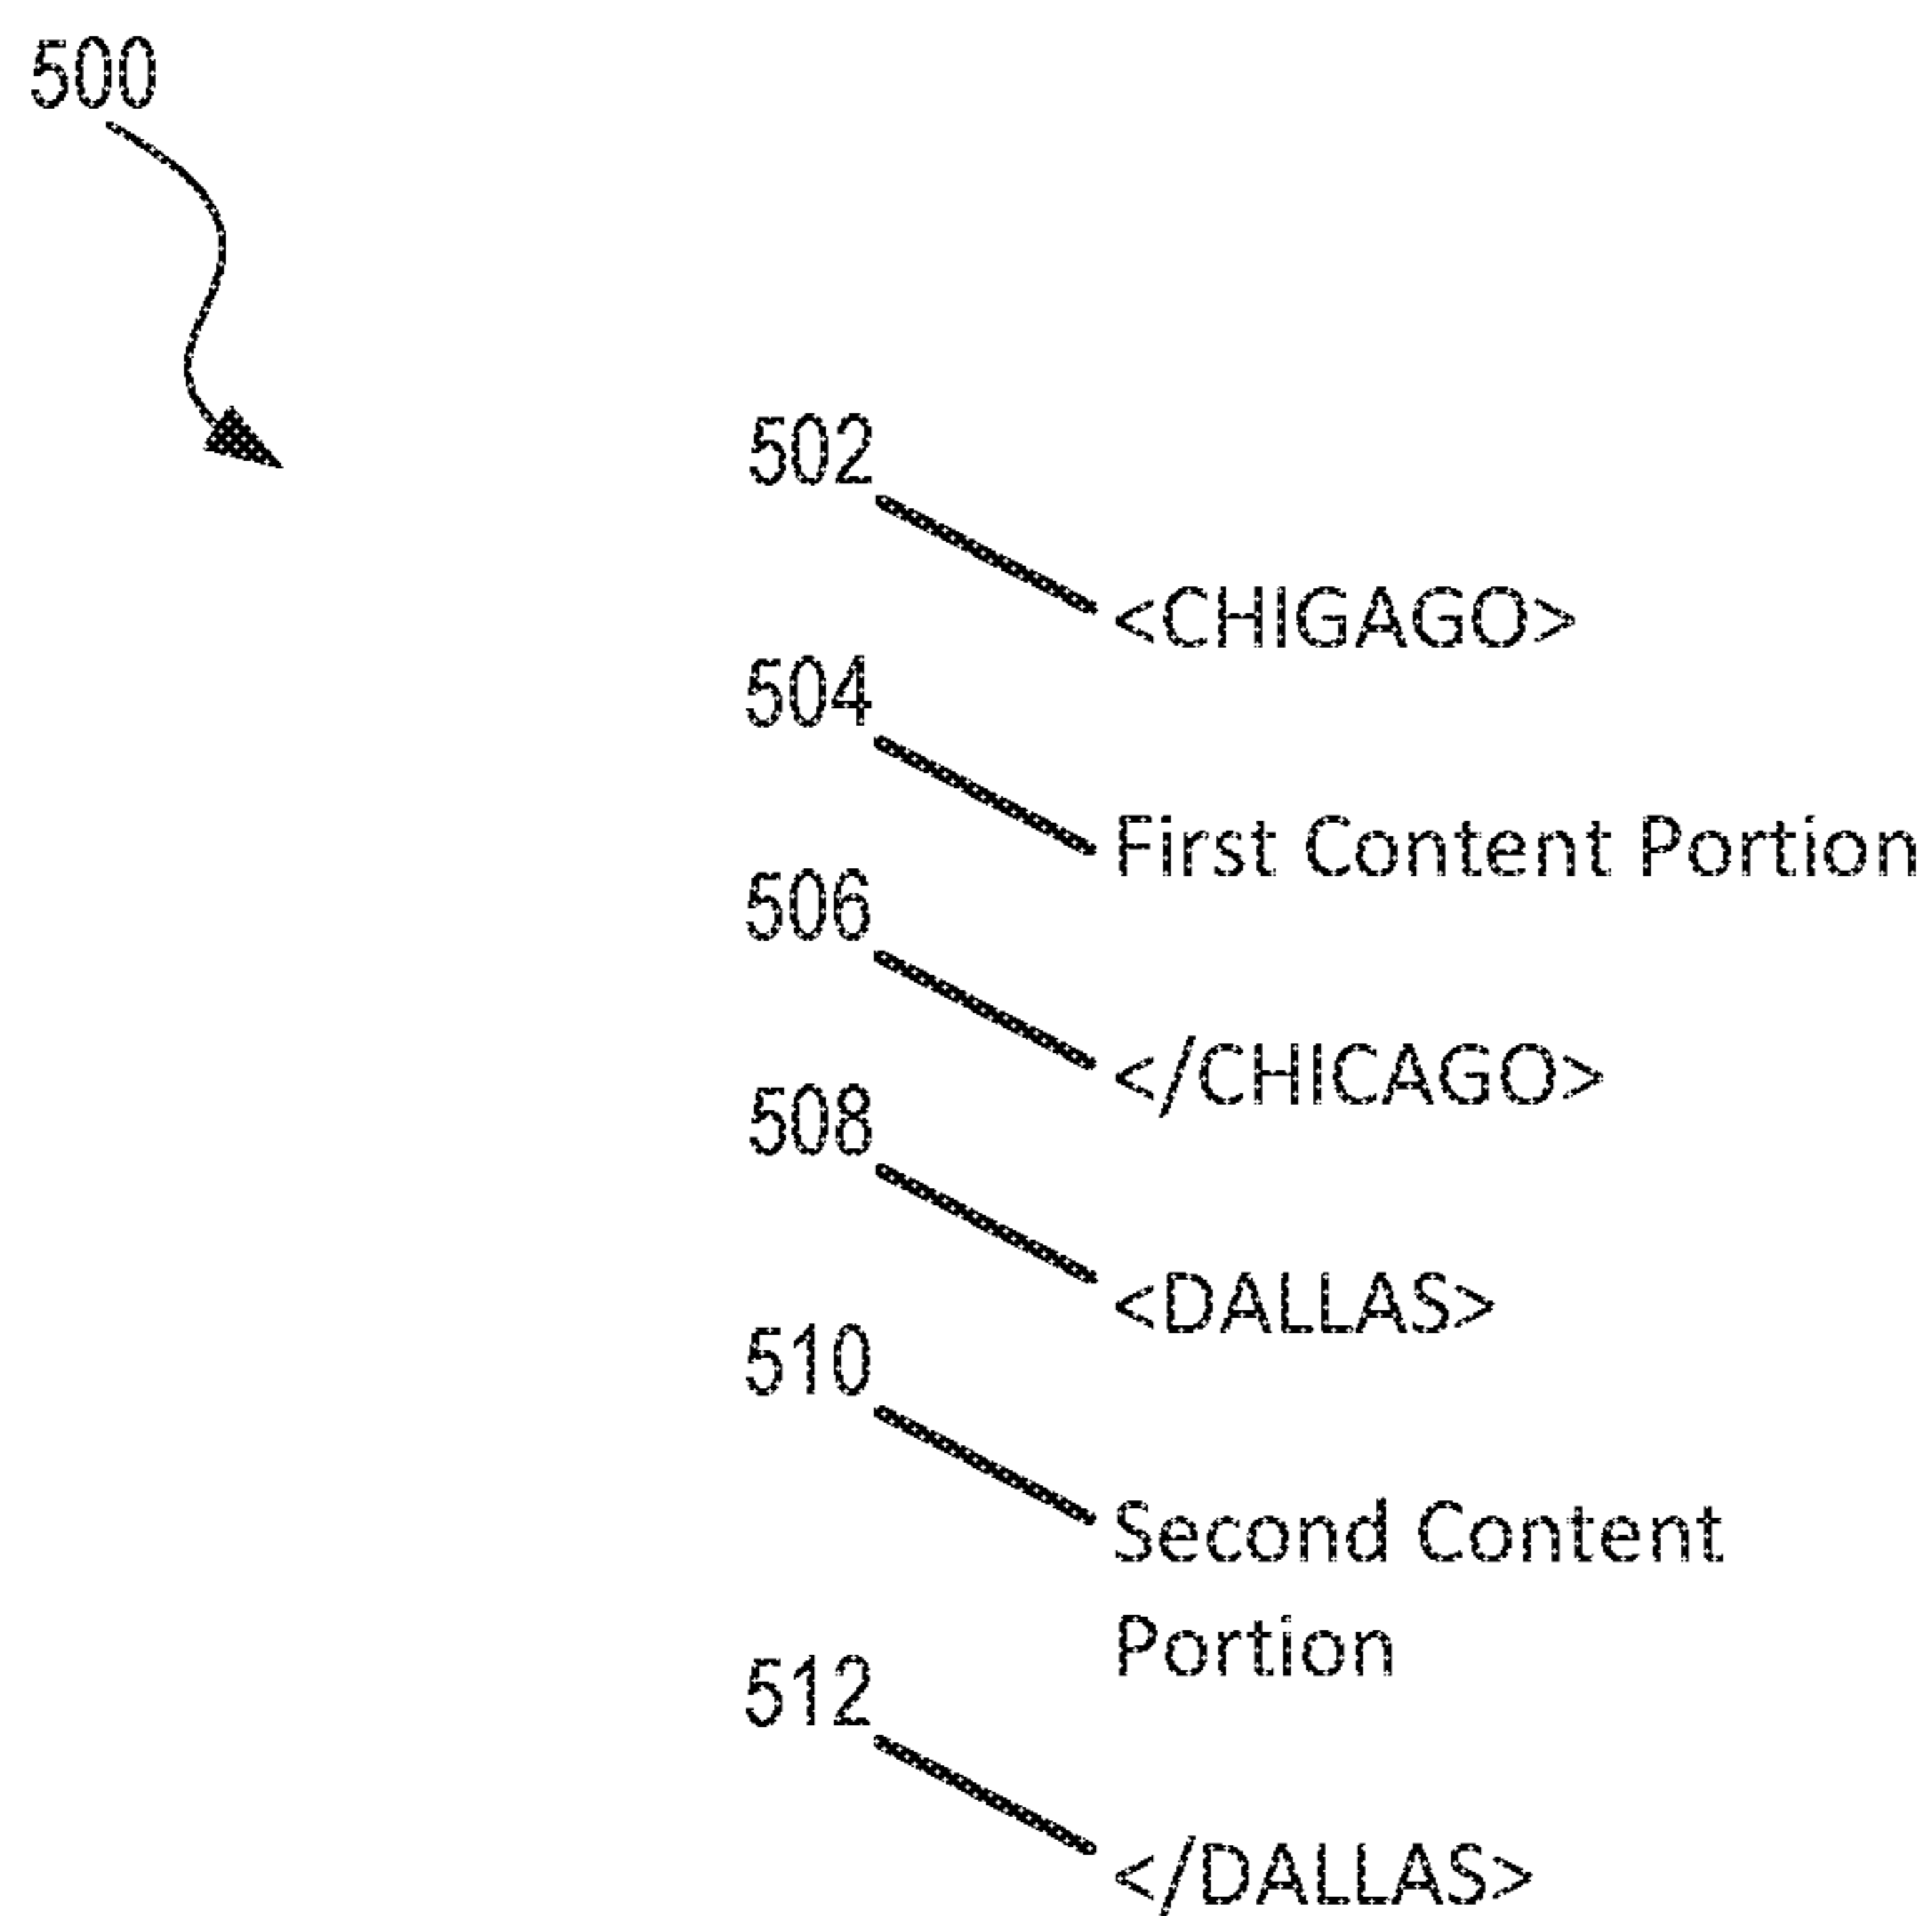 500
502
<CHIGAGO>
504
First Content Portion
506
</CHICAGO>
508
<DALLAS>
510
Second Content
Portion
512
</DALLAS>